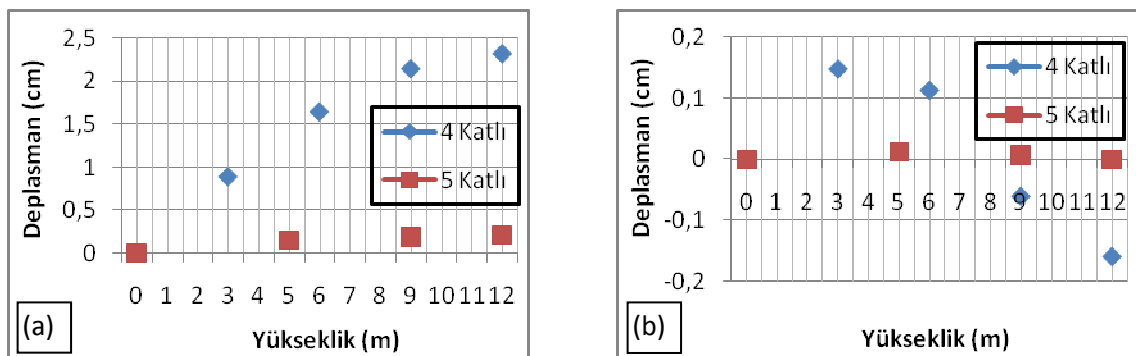 2,5
2
1,5
1
0,5
0
Deplasman (cm)
4 Katlı
5 Katlı
0 1 2 3 4 5 6 7 8 9 10 11 12
Yükseklik (m)
(a)
0,2
0,1
0
-0,1
-0,2
Deplasman (cm)
4 Katlı
5 Katlı
0 1 2 3 4 5 6 7 8 9 10 11 12
Yükseklik (m)
(b)